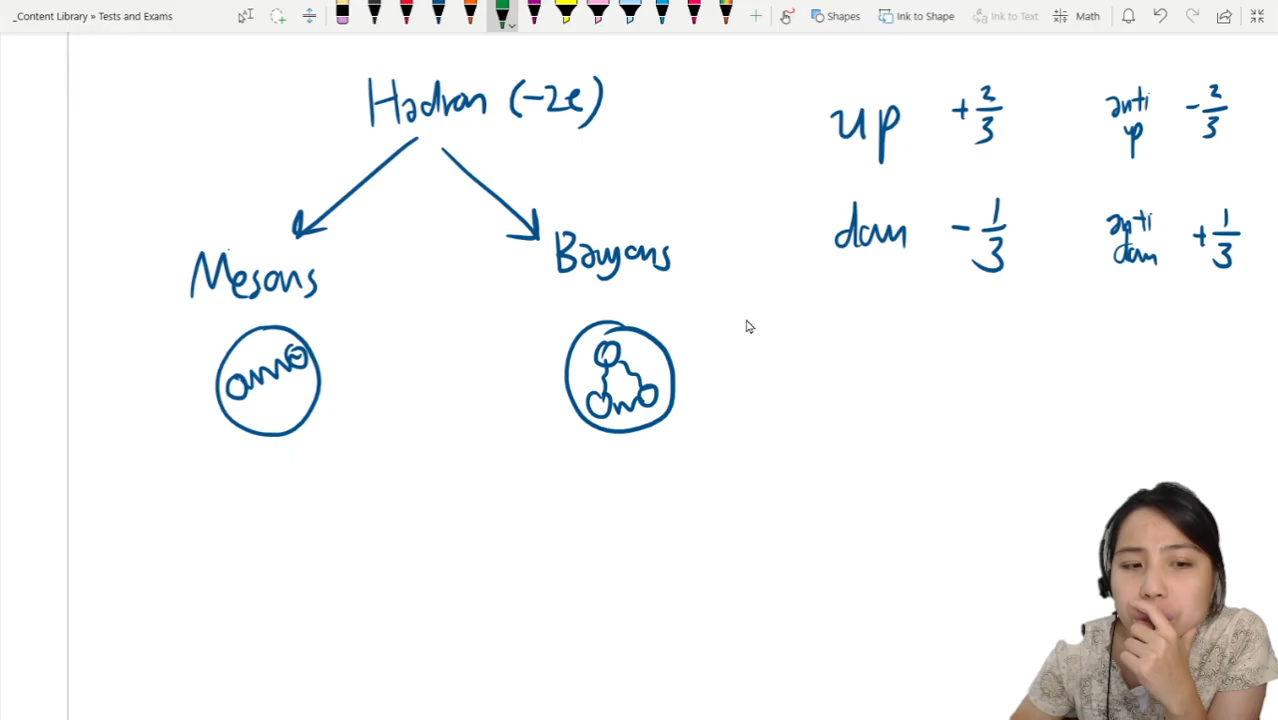 _Content Library » Tests and Exams
Shapes
Ink to Shape
Ink to Text
Math
Hadron (-2e)
Mesons
Baryons
up +2/3
anti up -2/3
down -1/3
anti down +1/3